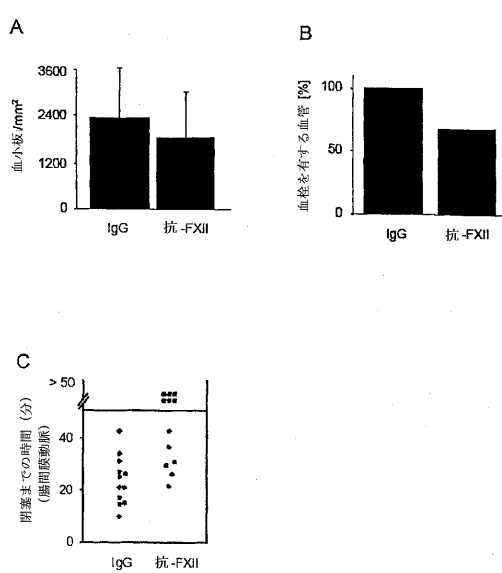 A
血小板/mm²
3600
2400
1200
0
IgG 抗-FXII
B
血栓を有する血管 [%]
100
50
0
IgG 抗-FXII
C
閉塞までの時間（分）
（腸間膜動脈）
> 50
40
20
0
IgG 抗-FXII